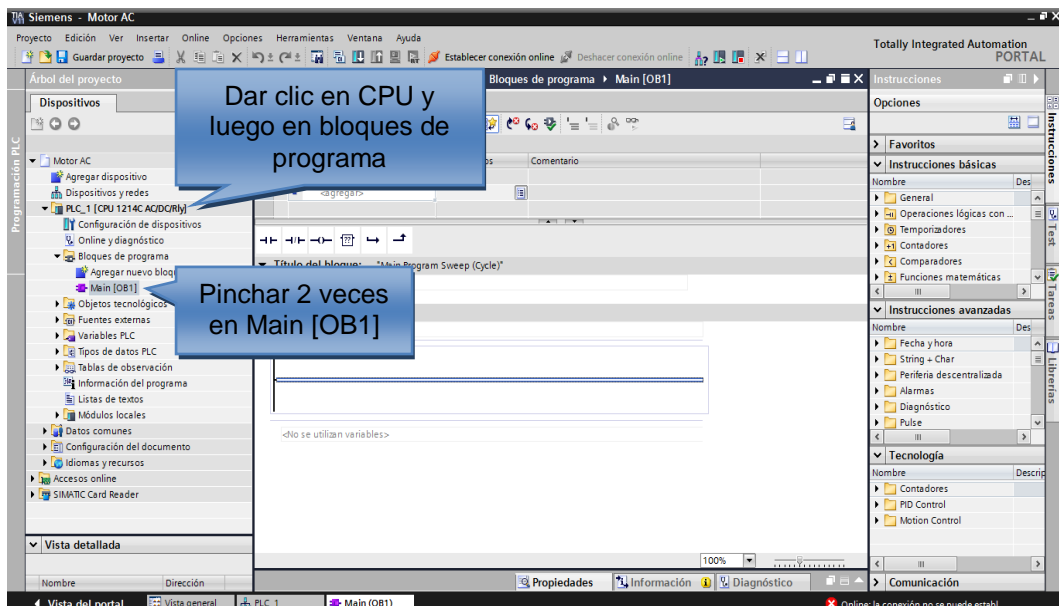 Siemens - Motor AC
Proyecto Edición Ver Insertar Online Opciones Herramientas Ventana Ayuda
Guardar proyecto
Establecer conexión online
Deshacer conexión online
Totally Integrated Automation
PORTAL
Árbol del proyecto
Bloques de programa ▸ Main [OB1]
Instrucciones
Dispositivos
Opciones
Dar clic en CPU y
luego en bloques de
programa
Programación PLC
Motor AC
Agregar dispositivo
Dispositivos y redes
PLC_1 [CPU 1214C AC/DC/Rly]
Configuración de dispositivos
Online y diagnóstico
Bloques de programa
Main [OB1]
Objetos tecnológicos
Fuentes externas
Variables PLC
Tipos de datos PLC
Tablas de observación
Información del programa
Listas de textos
Módulos locales
Datos comunes
Configuración del documento
Idiomas y recursos
Accesos online
SIMATIC Card Reader
Pinchar 2 veces
en Main [OB1]
Comentario
<agregar>
Título del bloque: "Main Program Sweep (Cycle)"
<No se utilizan variables>
100%
Favoritos
Instrucciones básicas
Nombre Des
General
Operaciones lógicas con ...
Temporizadores
Contadores
Comparadores
Funciones matemáticas
Instrucciones avanzadas
Nombre Des
Fecha y hora
String + Char
Periferia descentralizada
Alarmas
Diagnóstico
Pulse
Tecnología
Nombre Descrip
Contadores
PID Control
Motion Control
Comunicación
Instrucciones
Test
Tareas
Librerías
Vista detallada
Nombre Dirección
Propiedades
Información
Diagnóstico
Vista del portal
Vista general
PLC_1
Main (OB1)
Online: la conexión no se puede establ